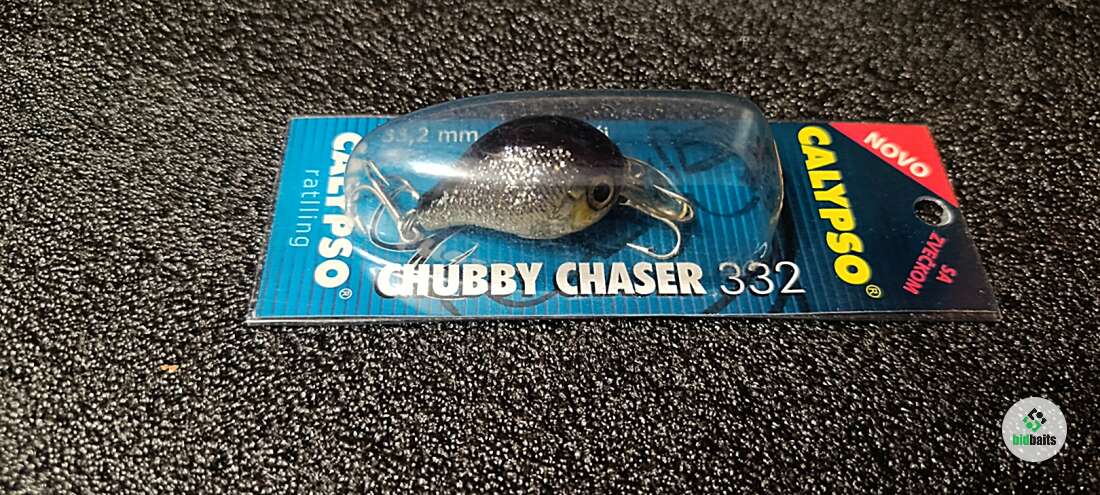 33,2 mm
CALYPSO®
ratlling
CHUBBY CHASER 332
CALYPSO®
NOVO
SA
ZVECKOM
bidbaits